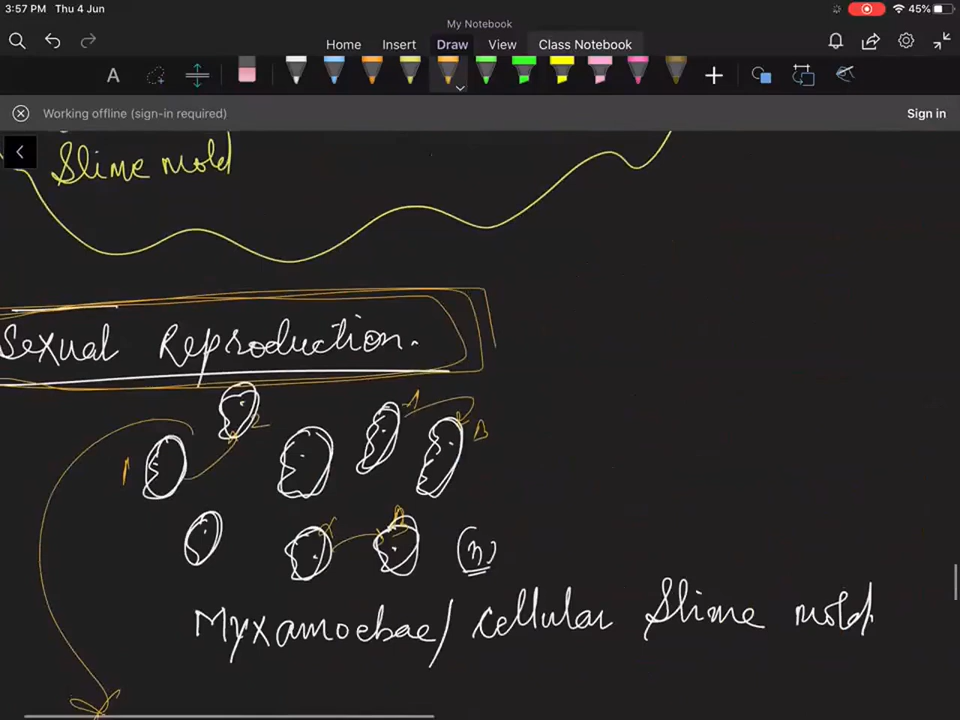 3:57 PM Thu 4 Jun
45%
My Notebook
Home Insert Draw View Class Notebook
A
Working offline (sign-in required) Sign in
Slime mold
Sexual Reproduction.
A
B
(n)
Myxamoebae/cellular Slime mold